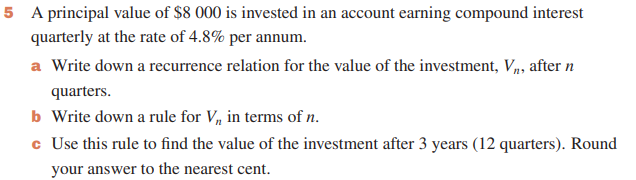 5 A principal value of $8 000 is invested in an account earning compound interest
quarterly at the rate of 4.8% per annum.
a Write down a recurrence relation for the value of the investment, Vₙ, after n
quarters.
b Write down a rule for Vₙ in terms of n.
c Use this rule to find the value of the investment after 3 years (12 quarters). Round
your answer to the nearest cent.